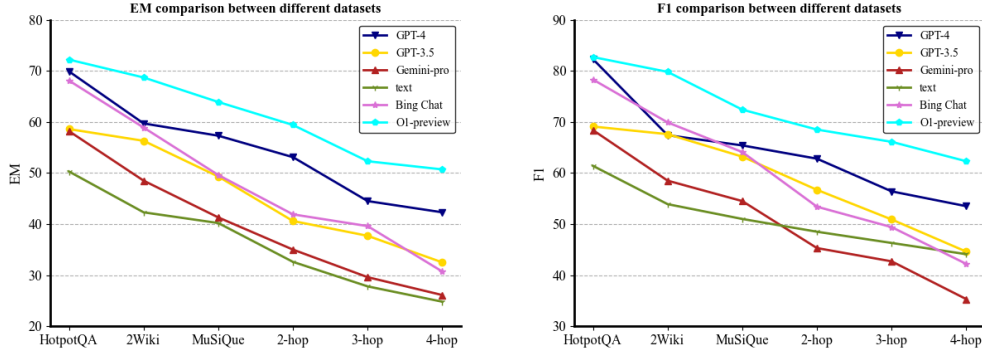 EM comparison between different datasets
80
70
60
50
40
30
20
EM
GPT-4
GPT-3.5
Gemini-pro
text
Bing Chat
O1-preview
HotpotQA 2Wiki MuSiQue 2-hop 3-hop 4-hop
F1 comparison between different datasets
90
80
70
60
50
40
30
F1
GPT-4
GPT-3.5
Gemini-pro
text
Bing Chat
O1-preview
HotpotQA 2Wiki MuSiQue 2-hop 3-hop 4-hop